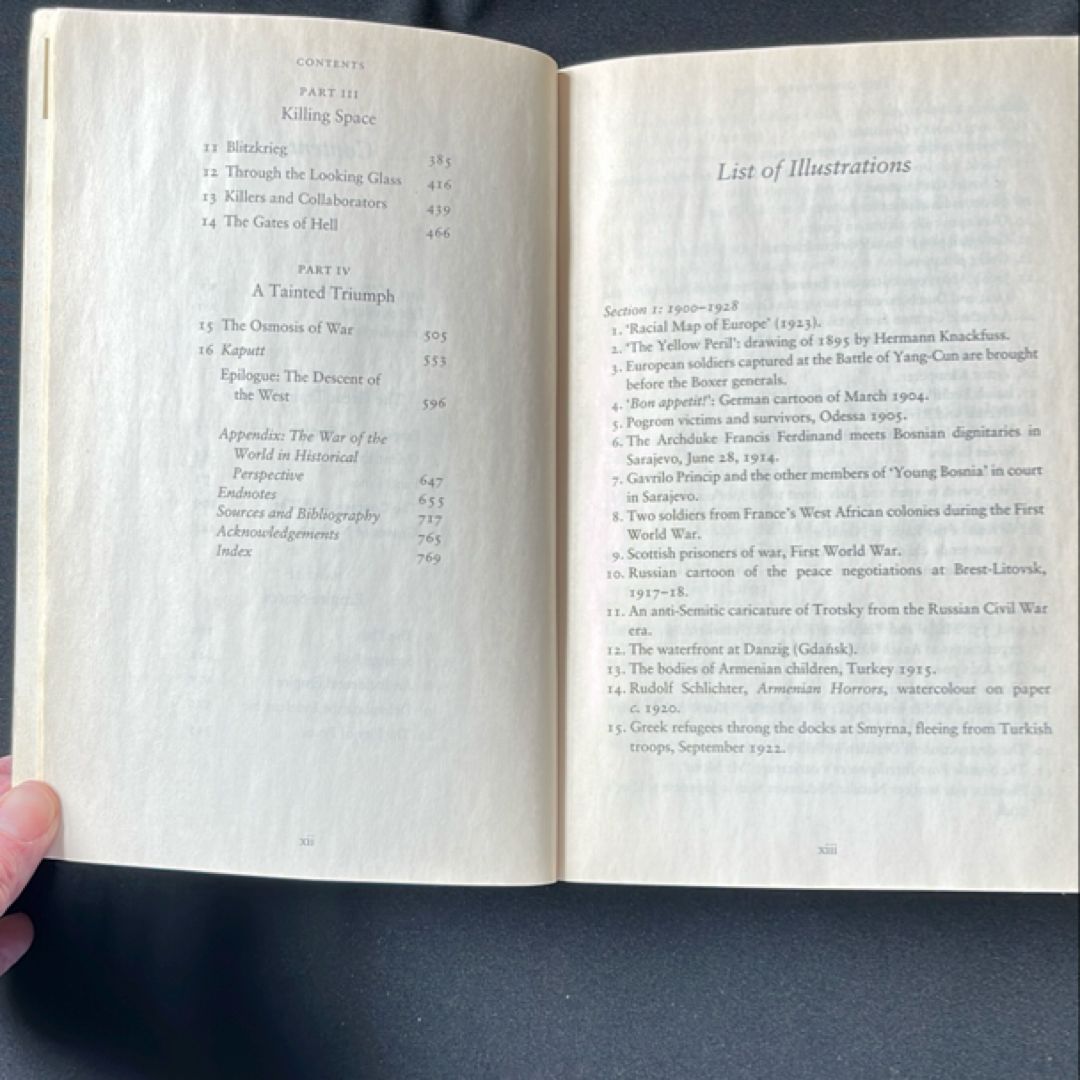 CONTENTS
PART III
Killing Space
11 Blitzkrieg 385
12 Through the Looking Glass 416
13 Killers and Collaborators 439
14 The Gates of Hell 466
PART IV
A Tainted Triumph
15 The Osmosis of War 505
16 Kaputt 553
Epilogue: The Descent of
the West 596
Appendix: The War of the
World in Historical
Perspective 647
Endnotes 655
Sources and Bibliography 717
Acknowledgements 765
Index 769
xii
List of Illustrations
Section 1: 1900–1928
1. ‘Racial Map of Europe’ (1923).
2. ‘The Yellow Peril’: drawing of 1895 by Hermann Knackfuss.
3. European soldiers captured at the Battle of Yang-Cun are brought
before the Boxer generals.
4. ‘Bon appetit!’: German cartoon of March 1904.
5. Pogrom victims and survivors, Odessa 1905.
6. The Archduke Francis Ferdinand meets Bosnian dignitaries in
Sarajevo, June 28, 1914.
7. Gavrilo Princip and the other members of ‘Young Bosnia’ in court
in Sarajevo.
8. Two soldiers from France’s West African colonies during the First
World War.
9. Scottish prisoners of war, First World War.
10. Russian cartoon of the peace negotiations at Brest-Litovsk,
1917–18.
11. An anti-Semitic caricature of Trotsky from the Russian Civil War
era.
12. The waterfront at Danzig (Gdańsk).
13. The bodies of Armenian children, Turkey 1915.
14. Rudolf Schlichter, Armenian Horrors, watercolour on paper
c. 1920.
15. Greek refugees throng the docks at Smyrna, fleeing from Turkish
troops, September 1922.
xiii